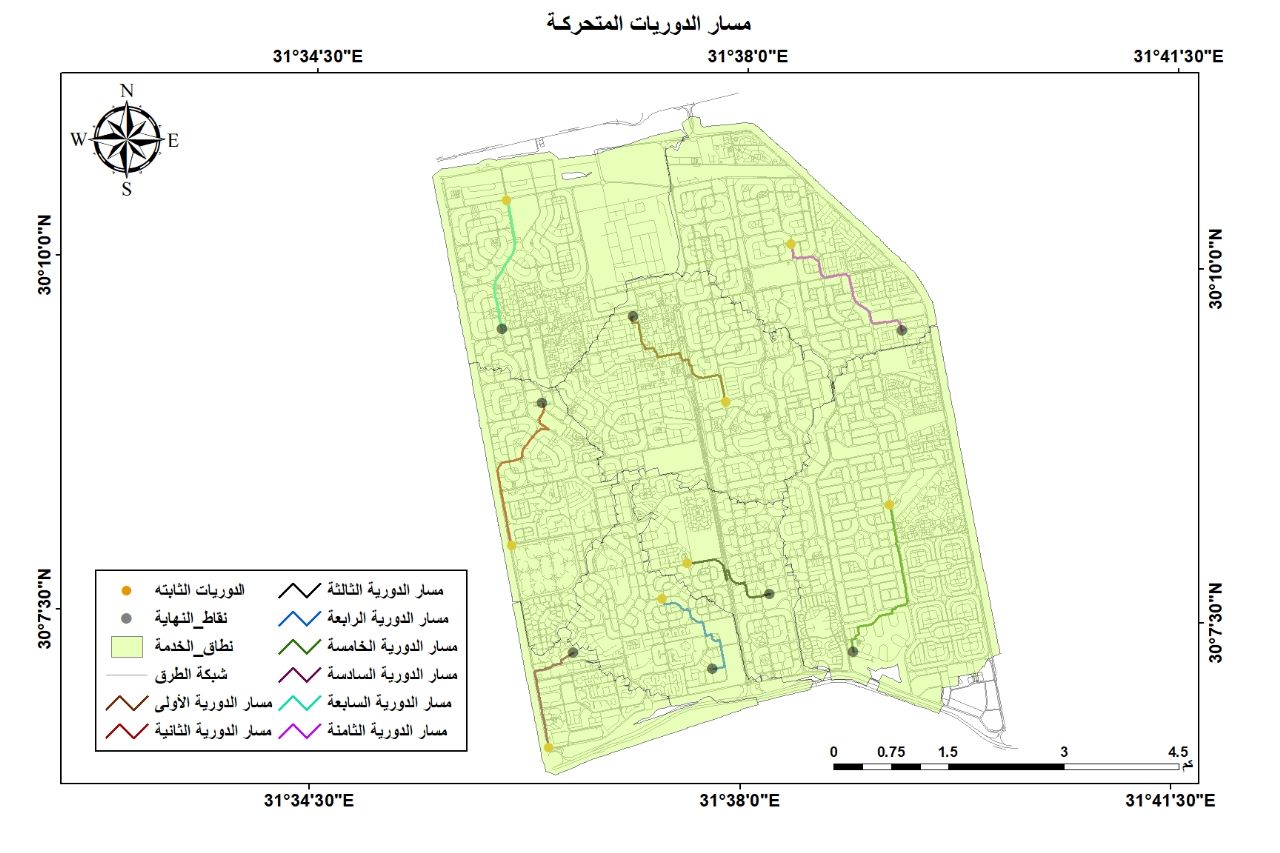 مسار الدوريات المتحركة
31°34'30"E 31°38'0"E 31°41'30"E
N
W E
S
30°10'0"N
30°10'0"N
30°7'30"N
30°7'30"N
الدوريات الثابته
نقاط_النهاية
نطاق_الخدمة
شبكة الطرق
مسار الدورية الأولى
مسار الدورية الثانية
مسار الدورية الثالثة
مسار الدورية الرابعة
مسار الدورية الخامسة
مسار الدورية السادسة
مسار الدورية السابعة
مسار الدورية الثامنة
0 0.75 1.5 3 4.5
كم
31°34'30"E 31°38'0"E 31°41'30"E